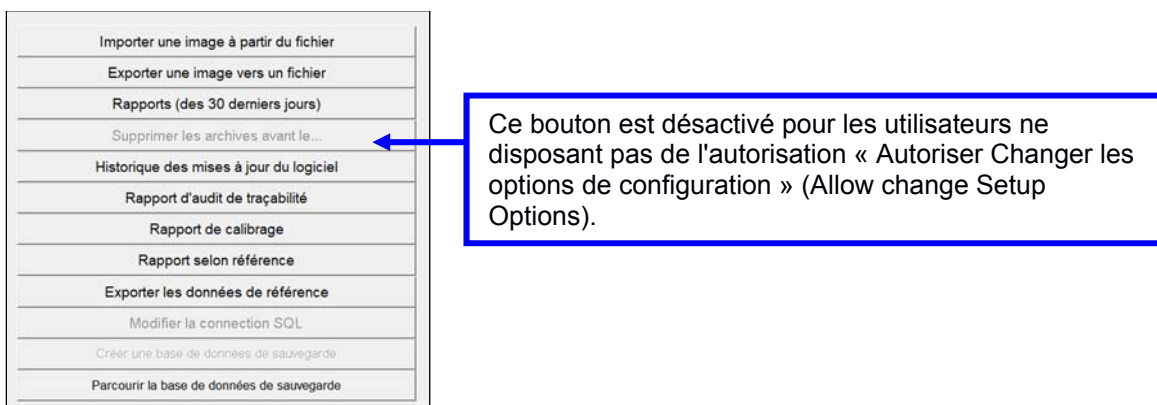 Importer une image à partir du fichier
Exporter une image vers un fichier
Rapports (des 30 derniers jours)
Supprimer les archives avant le...
Historique des mises à jour du logiciel
Rapport d'audit de traçabilité
Rapport de calibrage
Rapport selon référence
Exporter les données de référence
Modifier la connection SQL
Créer une base de données de sauvegarde
Parcourir la base de données de sauvegarde
Ce bouton est désactivé pour les utilisateurs ne
disposant pas de l'autorisation « Autoriser Changer les
options de configuration » (Allow change Setup
Options).